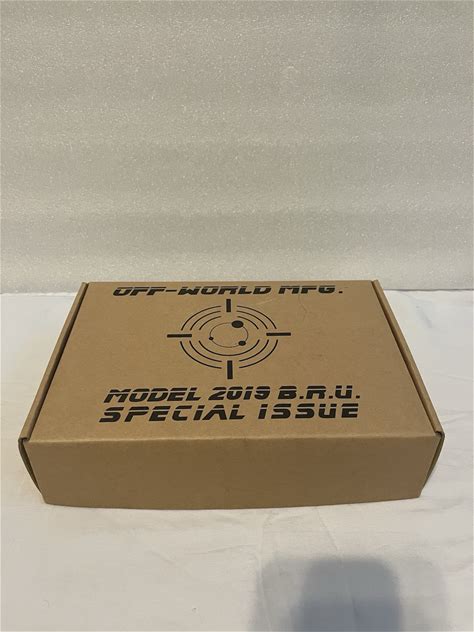 OFF-WORLD MFG.
MODEL 2019 B.R.U.
SPECIAL ISSUE